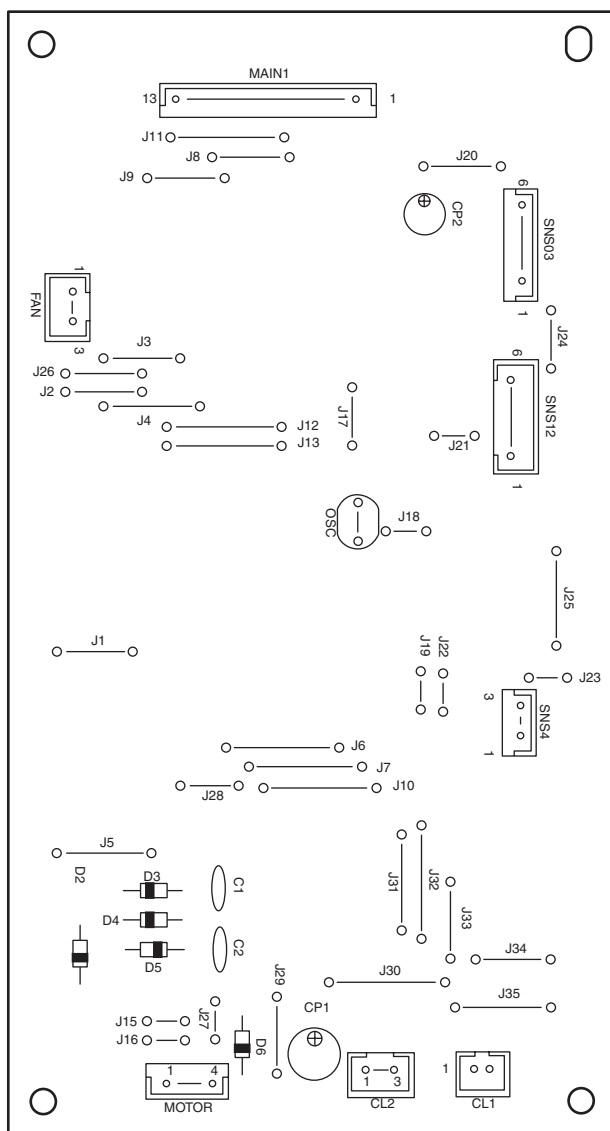 MAIN1
13 1
J11
J8
J9
J20
CP2
6
SNS03
1
1
FAN
3
J24
J3
J26
J2
J4
J12
J13
J17
6
SNS12
1
J21
OSC
J18
J25
J1
J19
J22
J23
3
SNS4
1
J6
J7
J28
J10
J5
D2
D3
C1
D4
D5
C2
J31
J32
J33
J34
J30
J35
J29
CP1
J15
J27
J16
D6
1 4
MOTOR
1 3
CL2
1
CL1